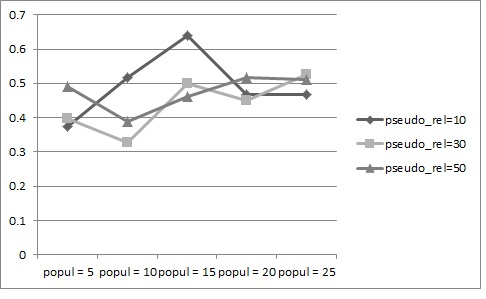 0.7
0.6
0.5
0.4
0.3
0.2
0.1
0
popul = 5 popul = 10 popul = 15 popul = 20 popul = 25
pseudo_rel=10
pseudo_rel=30
pseudo_rel=50